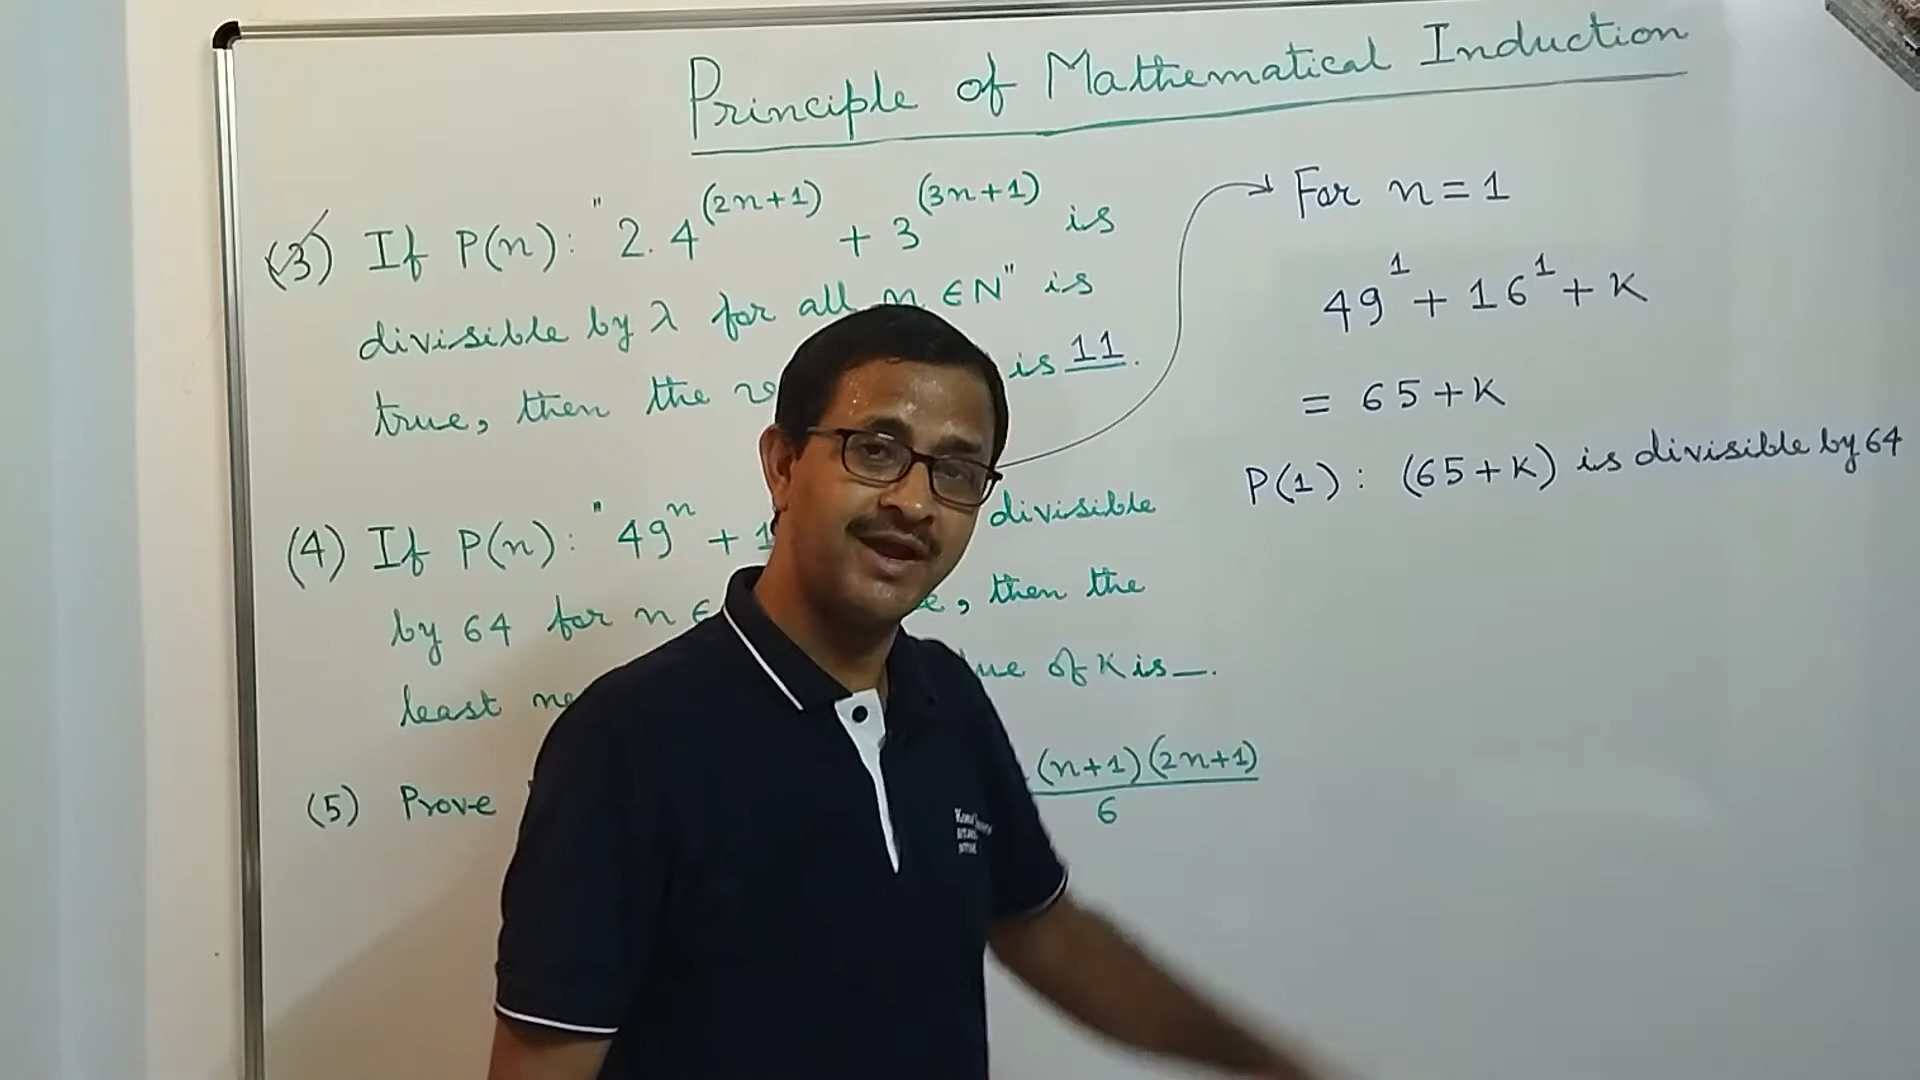 Principle of Mathematical Induction
(3) If P(n): "2.4^(2n+1) + 3^(3n+1) is
divisible by λ for all n ∈ N" is
true, then the is 11.
(4) If P(n): "49^n + 1 divisible
by 64 for n ∈ , then the
least of K is __.
(5) Prove (n+1)(2n+1)
6
For n = 1
49^1 + 16^1 + K
= 65 + K
P(1): (65 + K) is divisible by 64